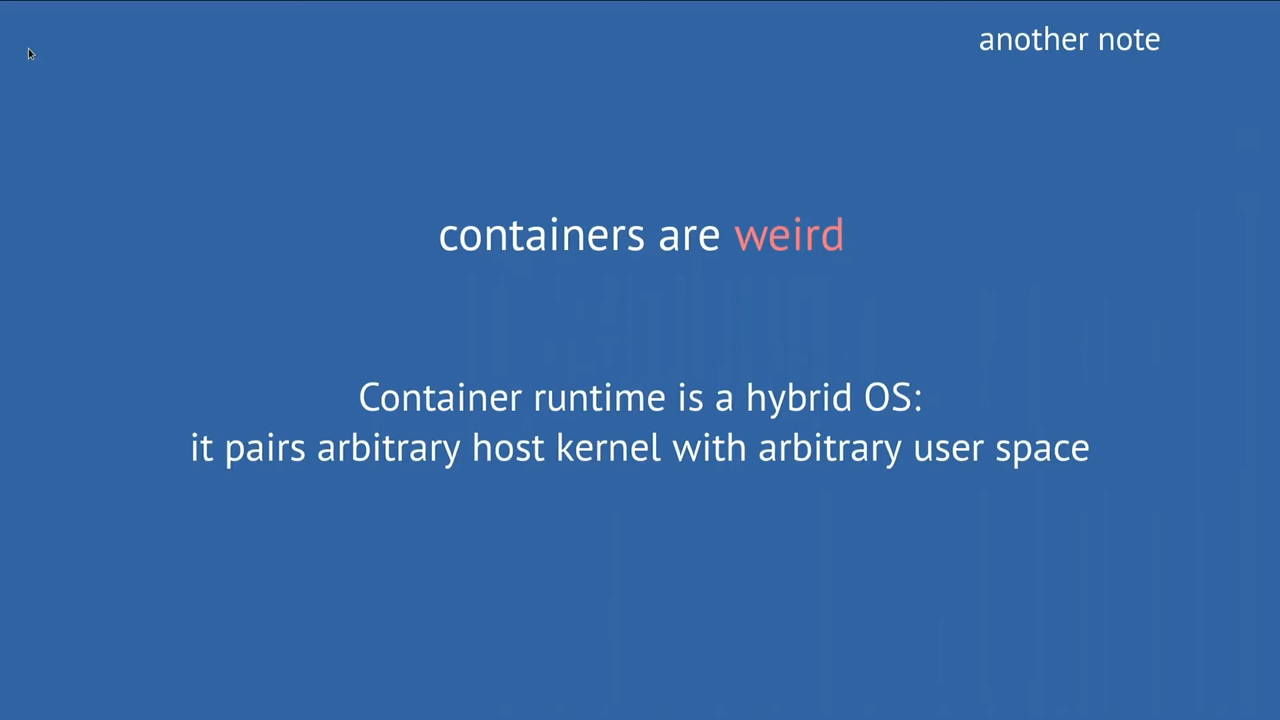 another note
containers are weird
Container runtime is a hybrid OS:
it pairs arbitrary host kernel with arbitrary user space